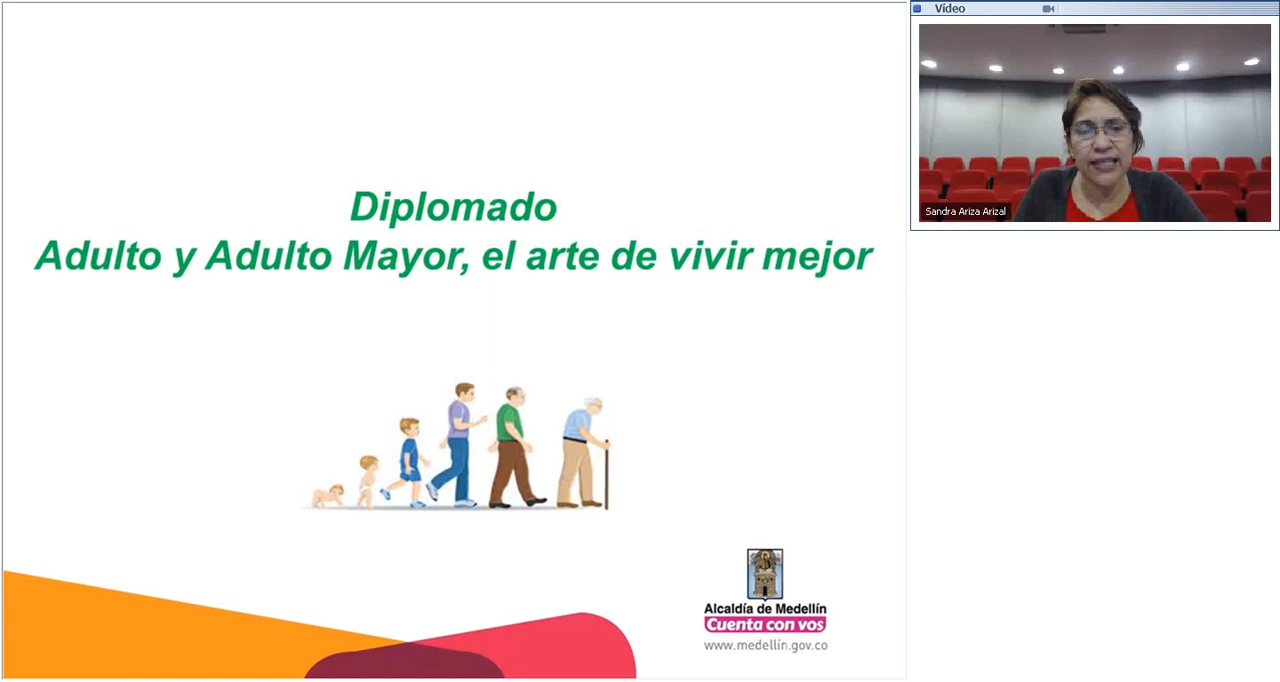 Diplomado
Adulto y Adulto Mayor, el arte de vivir mejor
Alcaldía de Medellín
Cuenta con vos
www.medellin.gov.co
Vídeo
Sandra Ariza Arizal